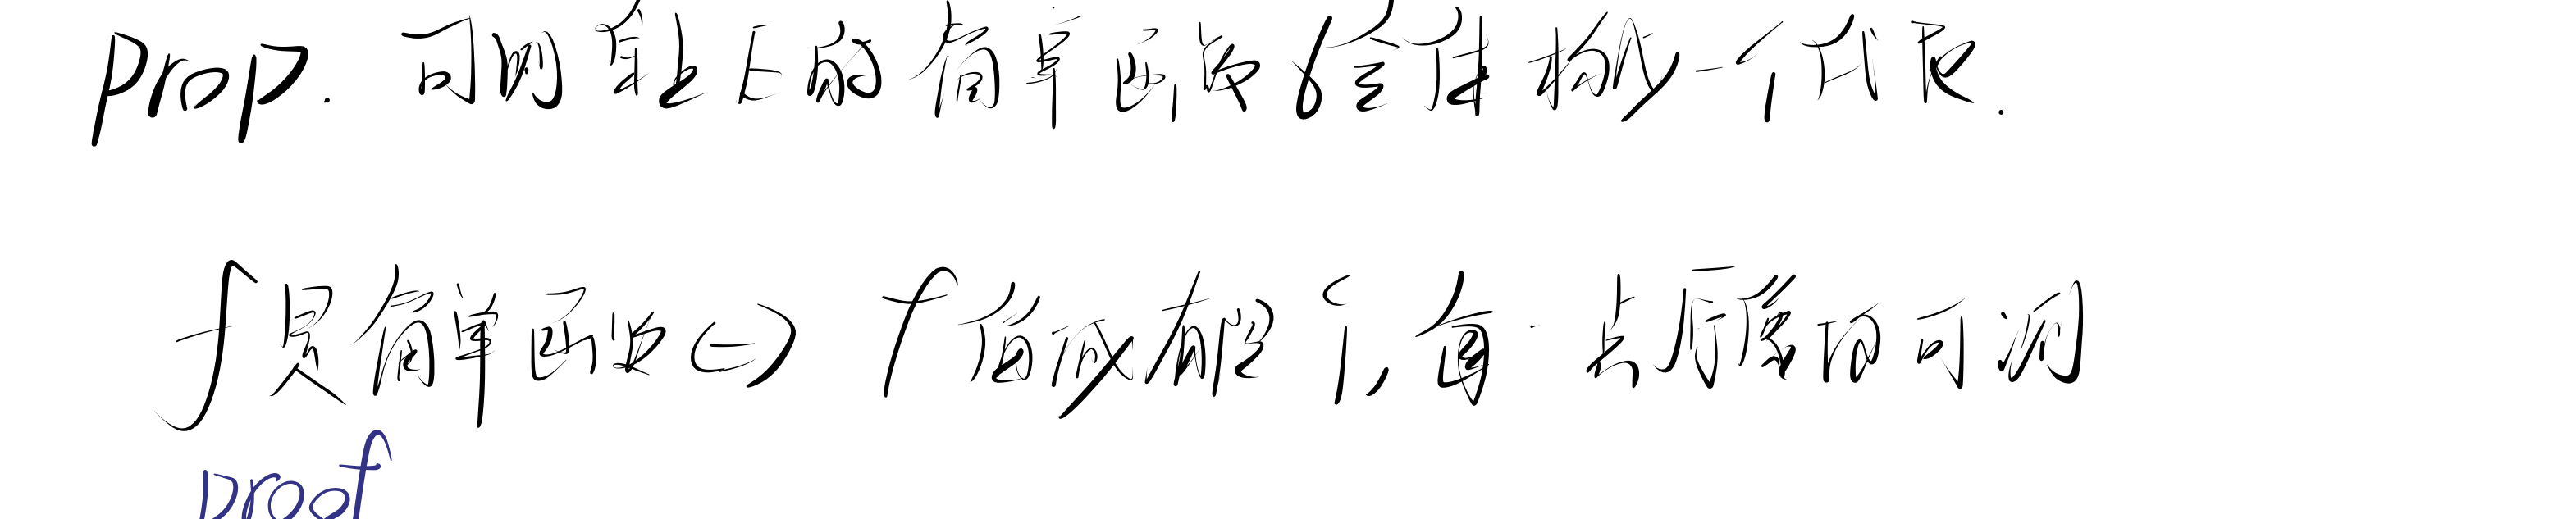 Prop. 可测集上的简单函数全体构成一个代数.
f是简单函数 ⇔ f值域有限个, 每一点原像均可测
proof